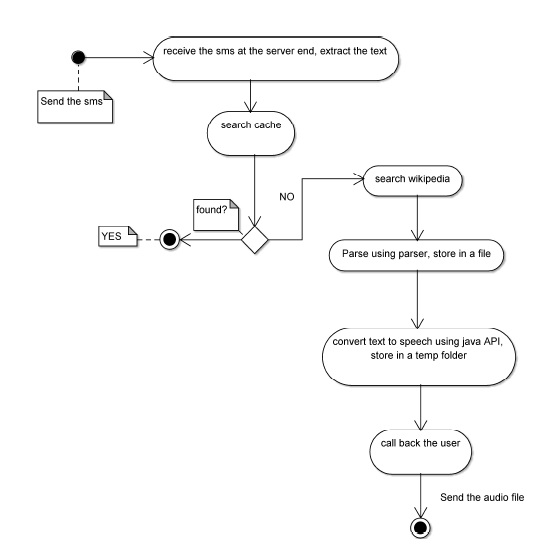 receive the sms at the server end, extract the text
Send the sms
search cache
found?
NO
search wikipedia
YES
Parse using parser, store in a file
convert text to speech using java API,
store in a temp folder
call back the user
Send the audio file